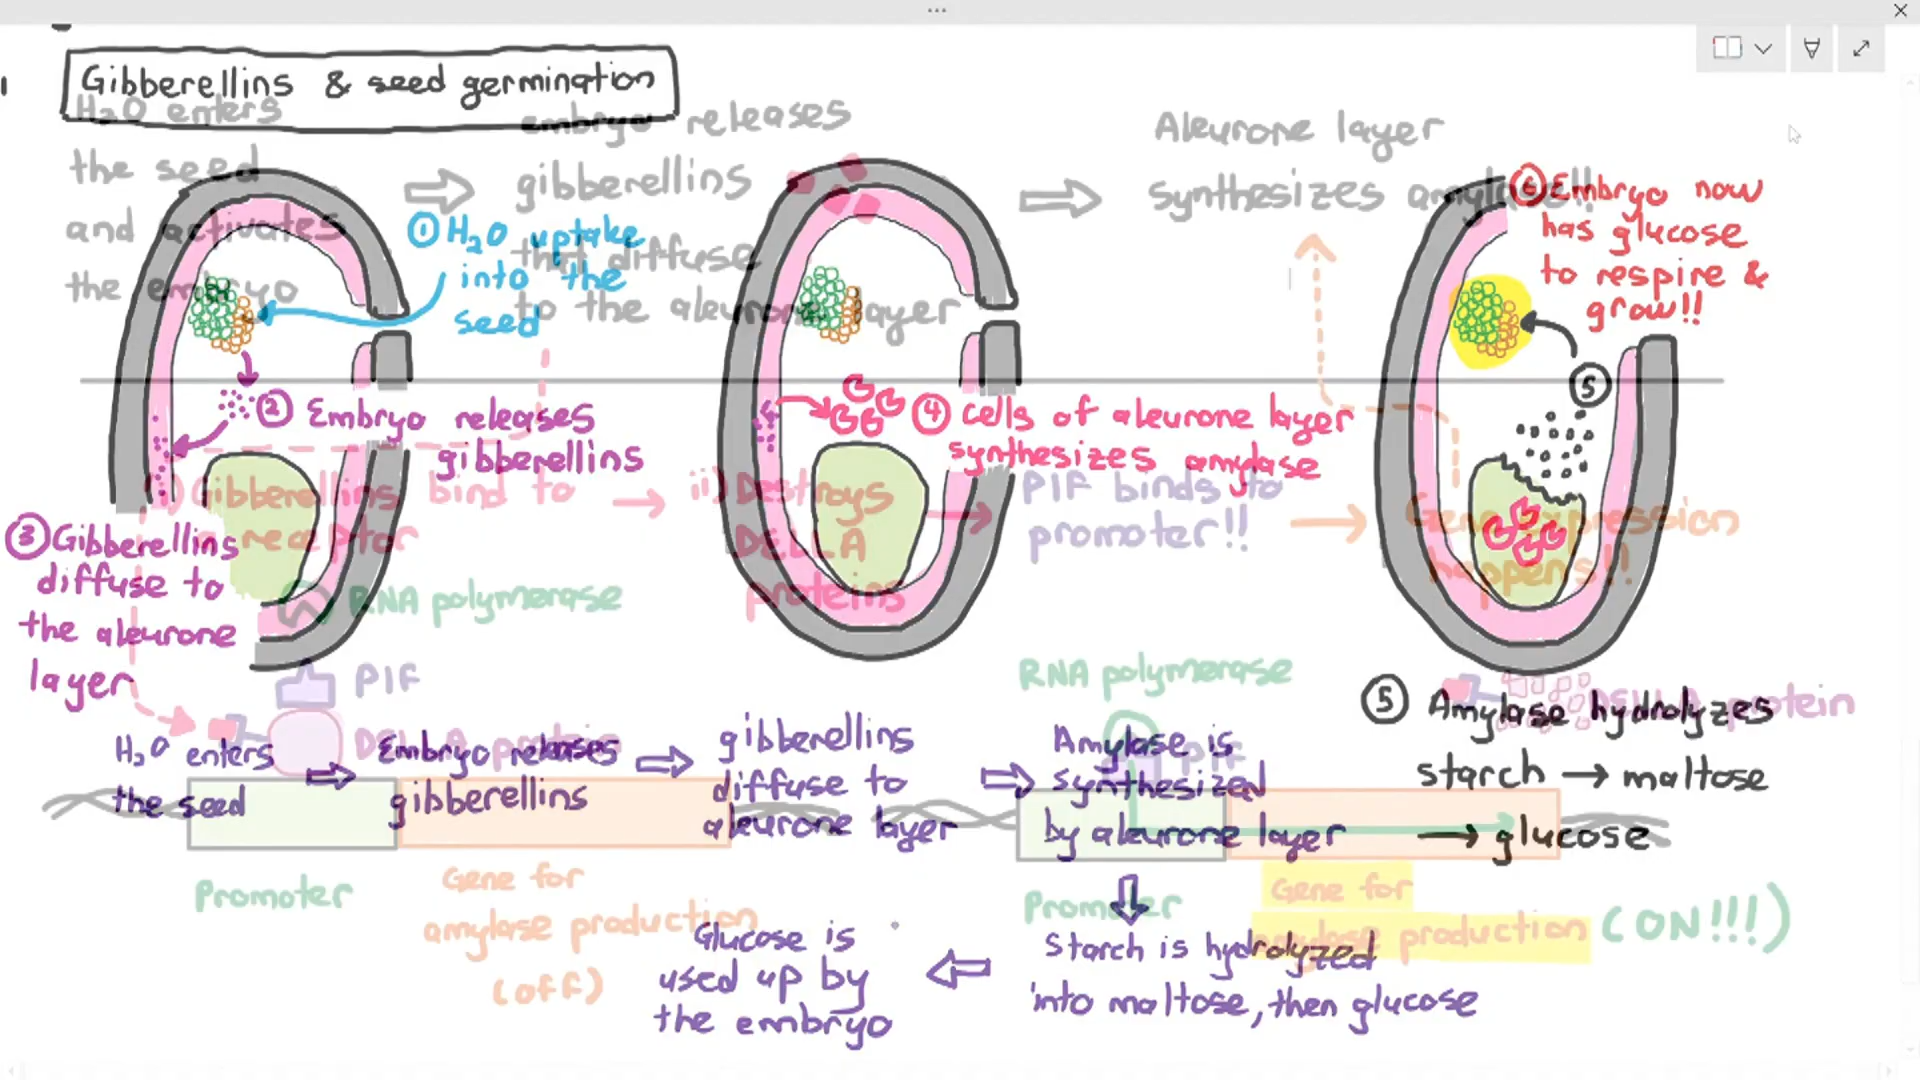 Gibberellins & seed germination
H₂O enters
the seed
and activates
the embryo
embryo releases
gibberellins
that diffuse
to the aleurone layer
Aleurone layer
synthesizes amylase!!
① H₂O uptake
into the
seed
② Embryo releases
gibberellins
③ Gibberellins
diffuse to
the aleurone
layer
④ cells of aleurone layer
synthesizes amylase
⑥ Embryo now
has glucose
to respire &
grow!!
⑤
i) Gibberellins bind to
receptor
ii) Destroys
DELLA
proteins
PIF binds to
promoter!!
Gene expression
happens!!
RNA polymerase
PIF
DELLA protein
RNA polymerase
PIF
DELLA protein
⑤ Amylase hydrolyzes
starch → maltose
→ glucose
H₂O enters
the seed
Embryo releases
gibberellins
gibberellins
diffuse to
aleurone layer
Amylase is
synthesized
by aleurone layer
Starch is hydrolyzed
into maltose, then glucose
Glucose is
used up by
the embryo
Promoter
Gene for
amylase production
(off)
Promoter
Gene for
amylase production (ON!!!)